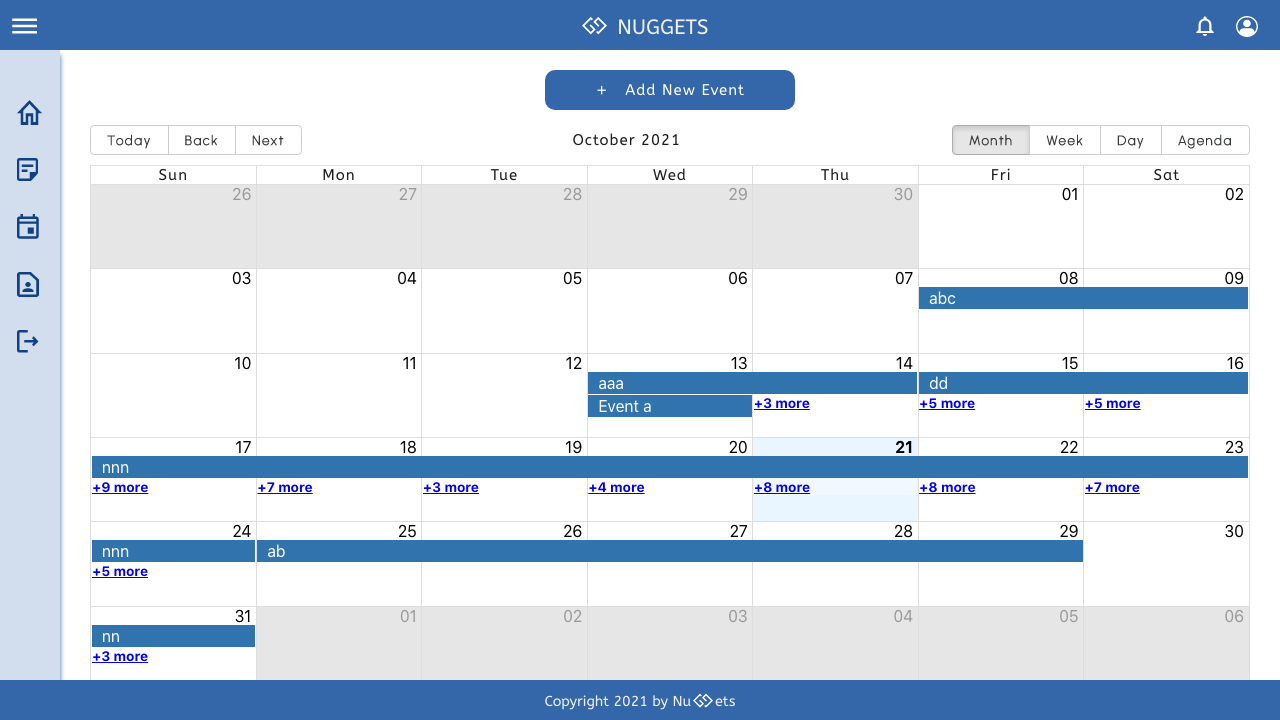 NUGGETS
+ Add New Event
Today Back Next October 2021 Month Week Day Agenda
Sun Mon Tue Wed Thu Fri Sat
26 27 28 29 30 01 02
03 04 05 06 07 08 09
abc
10 11 12 13 14 15 16
aaa dd
Event a +3 more +5 more +5 more
17 18 19 20 21 22 23
nnn
+9 more +7 more +3 more +4 more +8 more +8 more +7 more
24 25 26 27 28 29 30
nnn ab
+5 more
31 01 02 03 04 05 06
nn
+3 more
Copyright 2021 by Nu ets